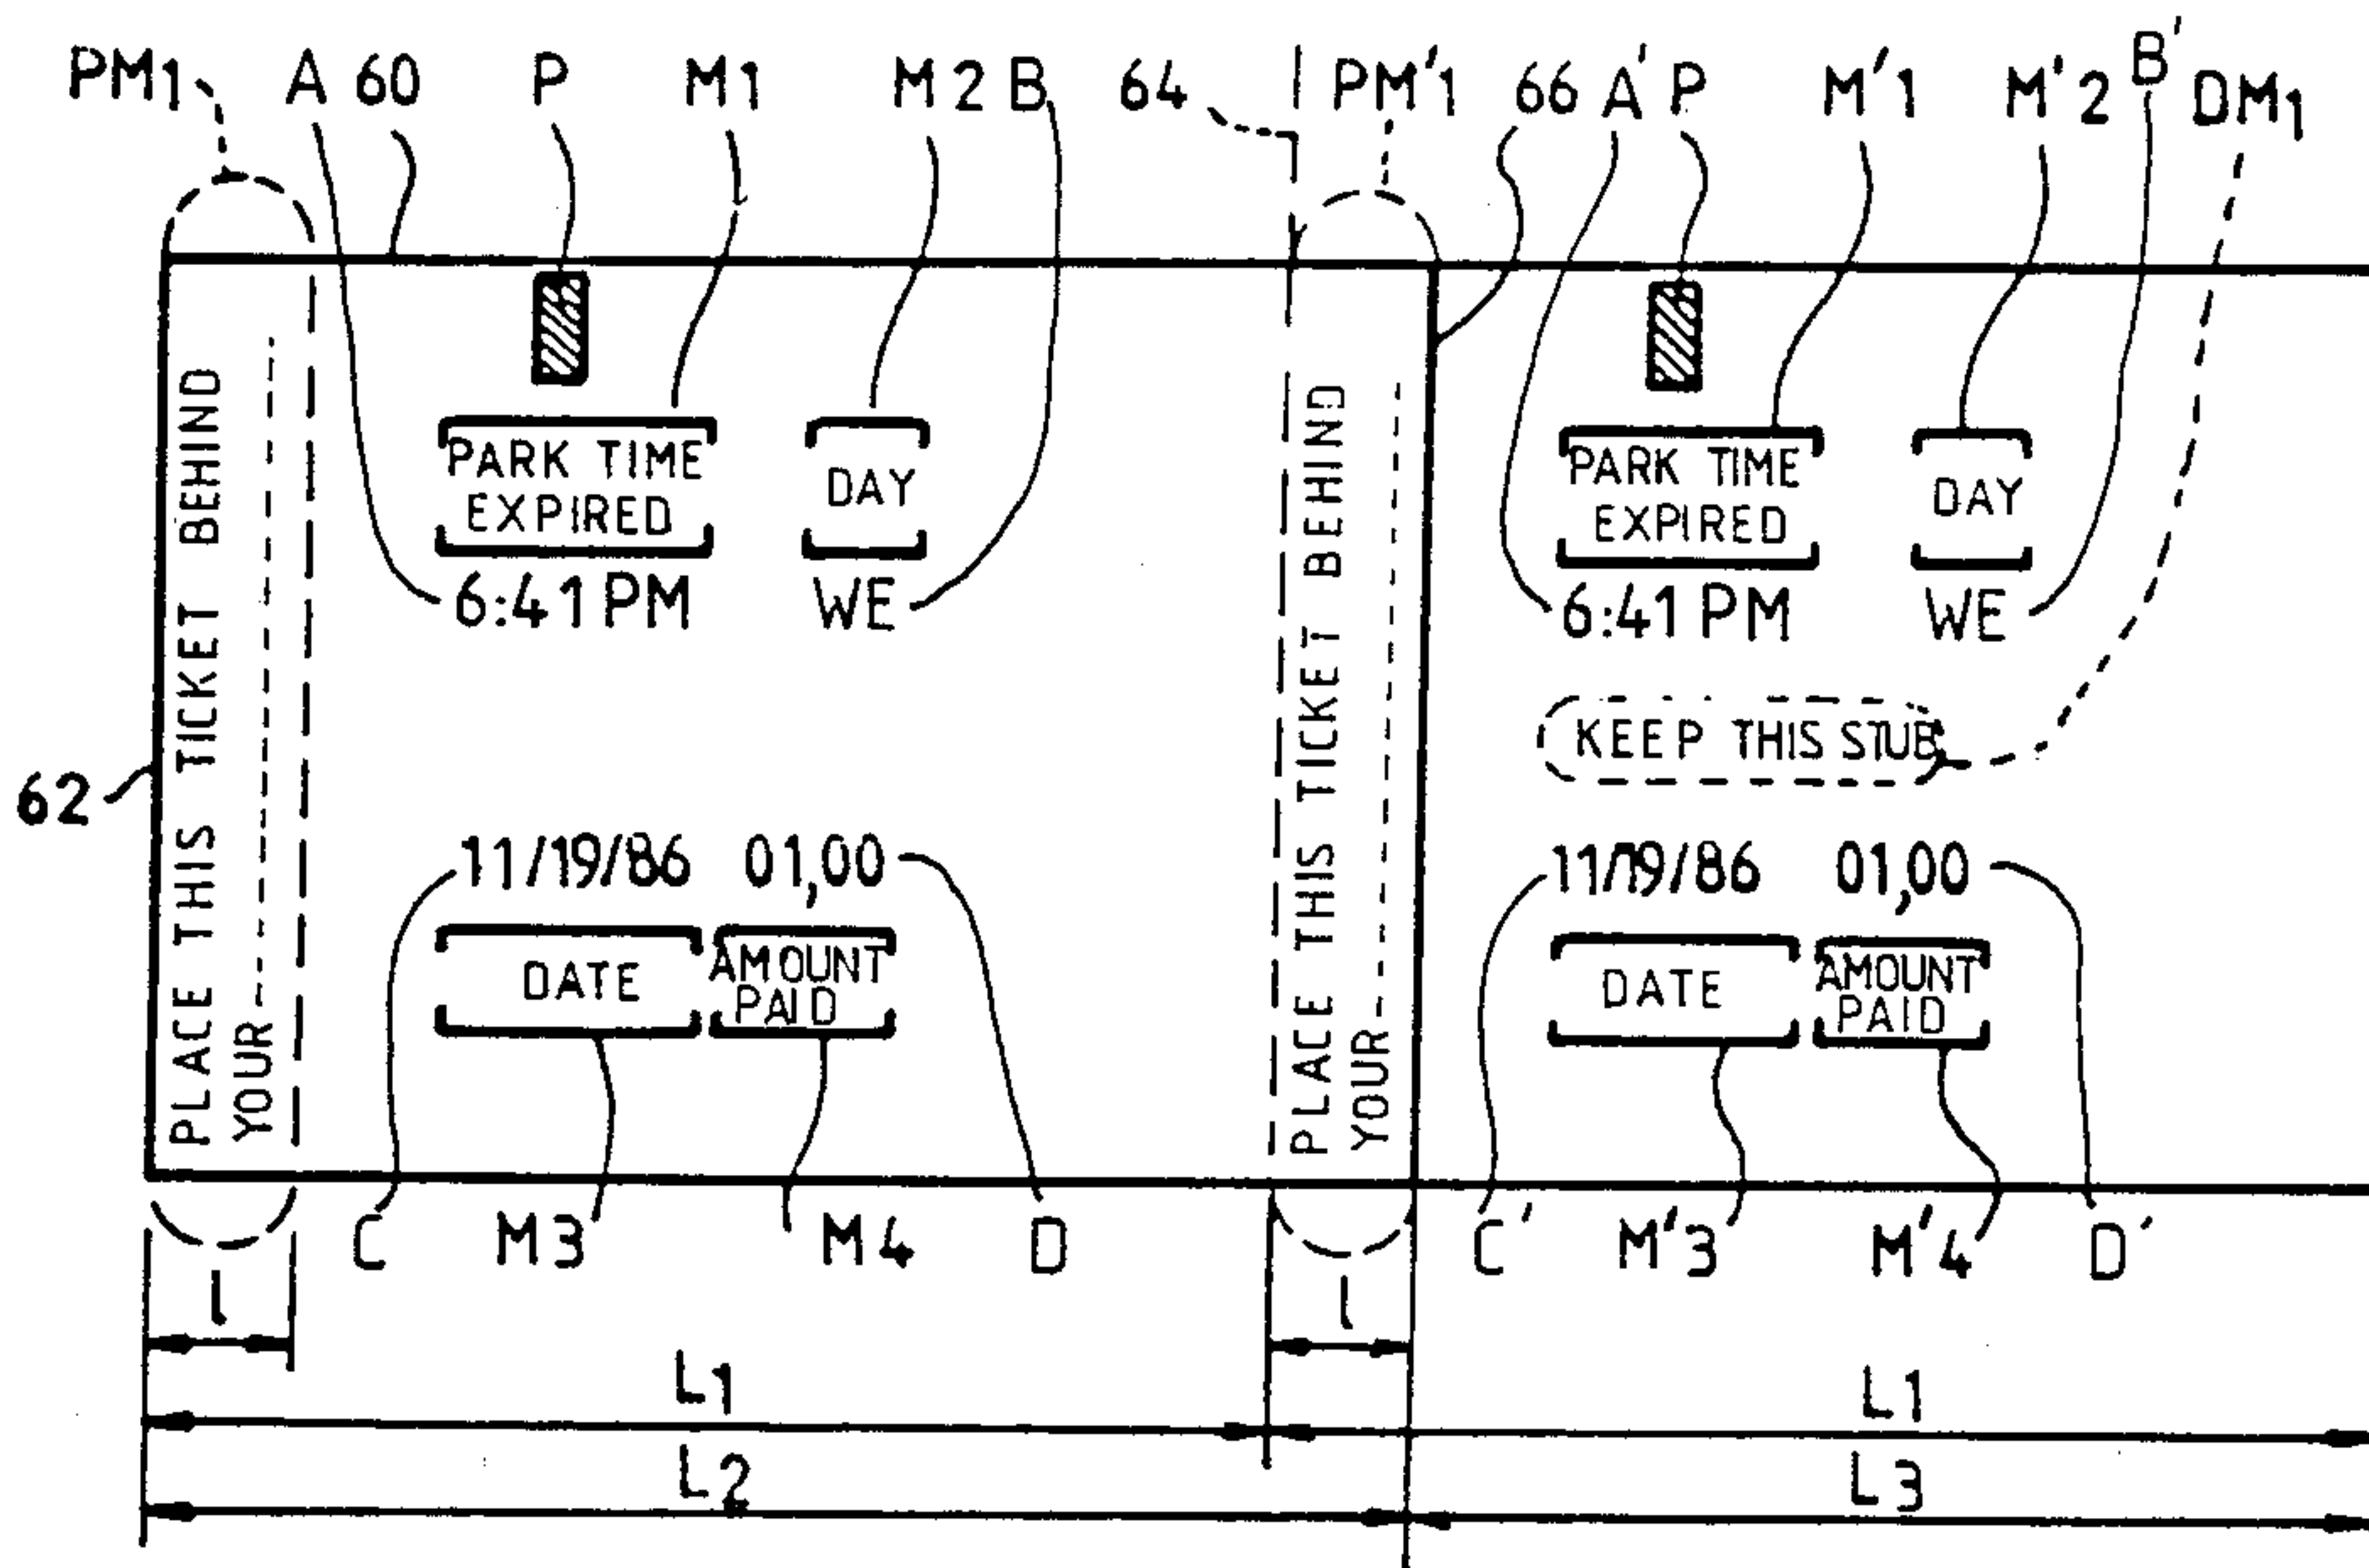 PM1 A 60 P M1 M2 B 64 PM'1 66 A' P M'1 M'2 B' DM1
PLACE THIS TICKET BEHIND
YOUR
PARK TIME
EXPIRED
DAY
6:41 PM WE
62
11/19/86 01,00
DATE
AMOUNT
PAID
PLACE THIS TICKET BEHIND
YOUR
PARK TIME
EXPIRED
DAY
6:41 PM WE
KEEP THIS STUB
11/19/86 01,00
DATE
AMOUNT
PAID
C M3 M4 D C' M'3 M'4 D'
l l
L1 L1
L2 L3